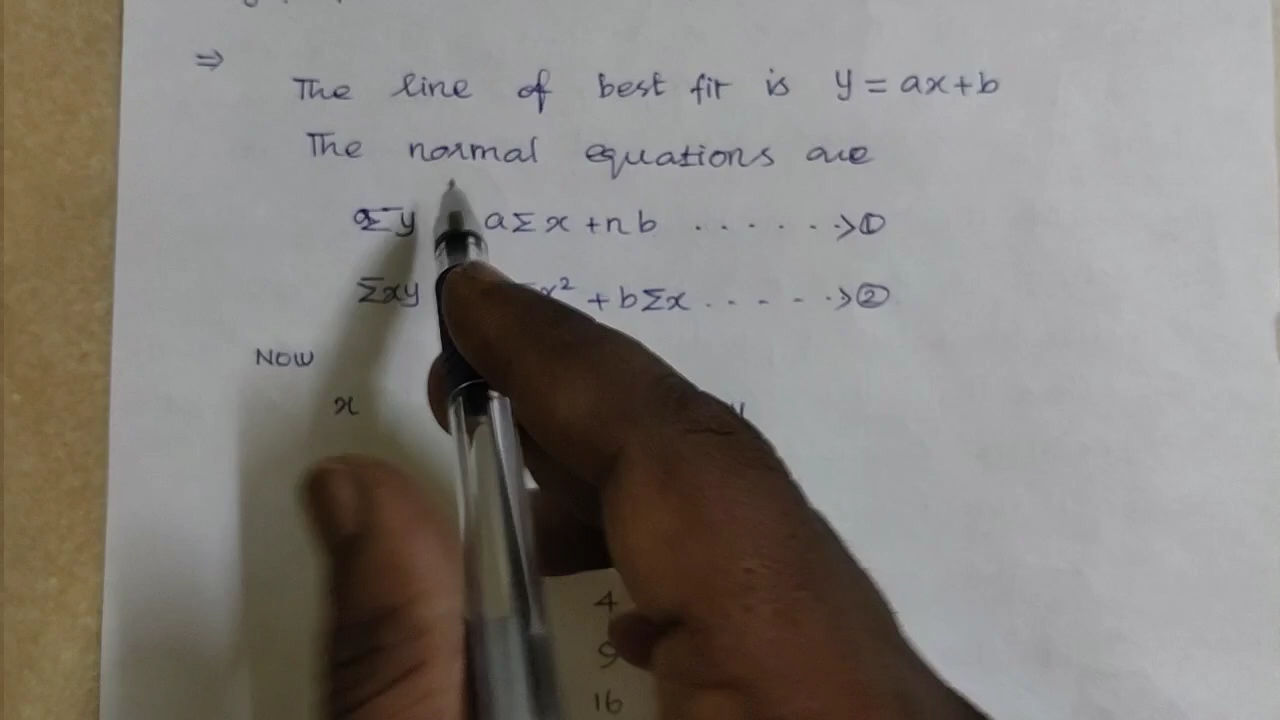 ⇒
The line of best fit is y = ax+b
The normal equations are
Σy aΣx +nb .......>①
Σxy x² + bΣx .....>②
Now
x y
4
9
16